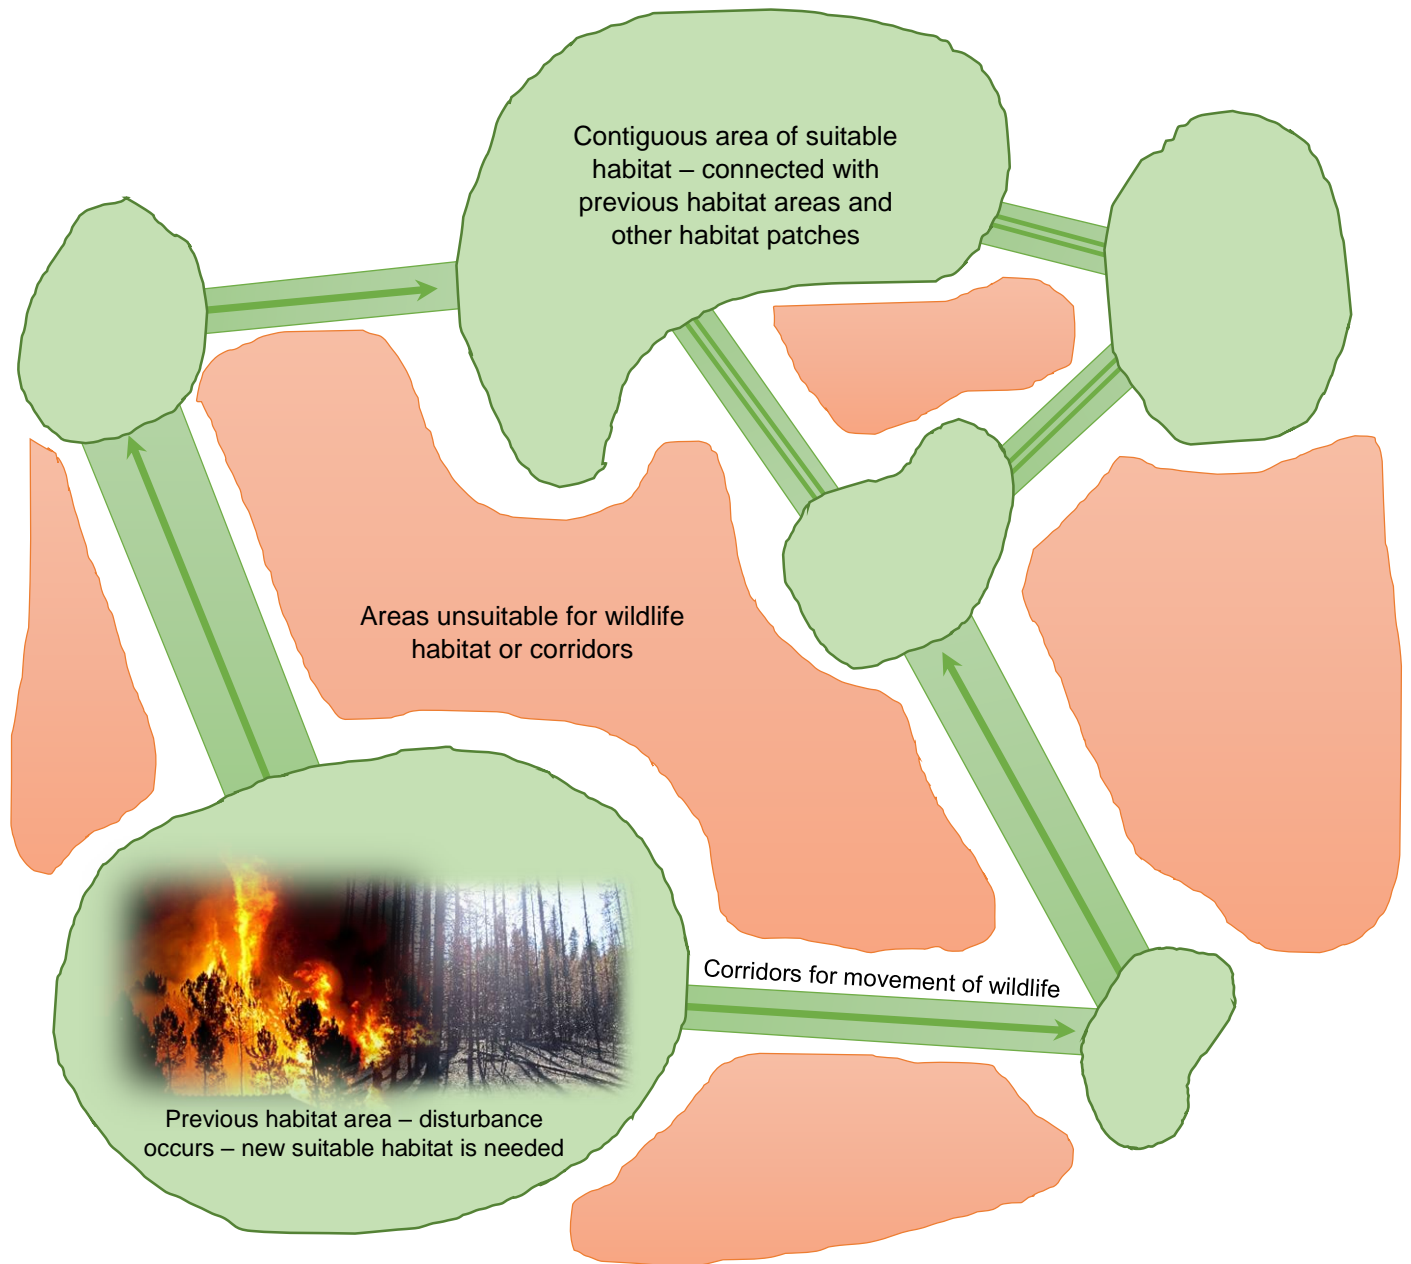 Contiguous area of suitable
habitat – connected with
previous habitat areas and
other habitat patches
Areas unsuitable for wildlife
habitat or corridors
Corridors for movement of wildlife
Previous habitat area – disturbance
occurs – new suitable habitat is needed